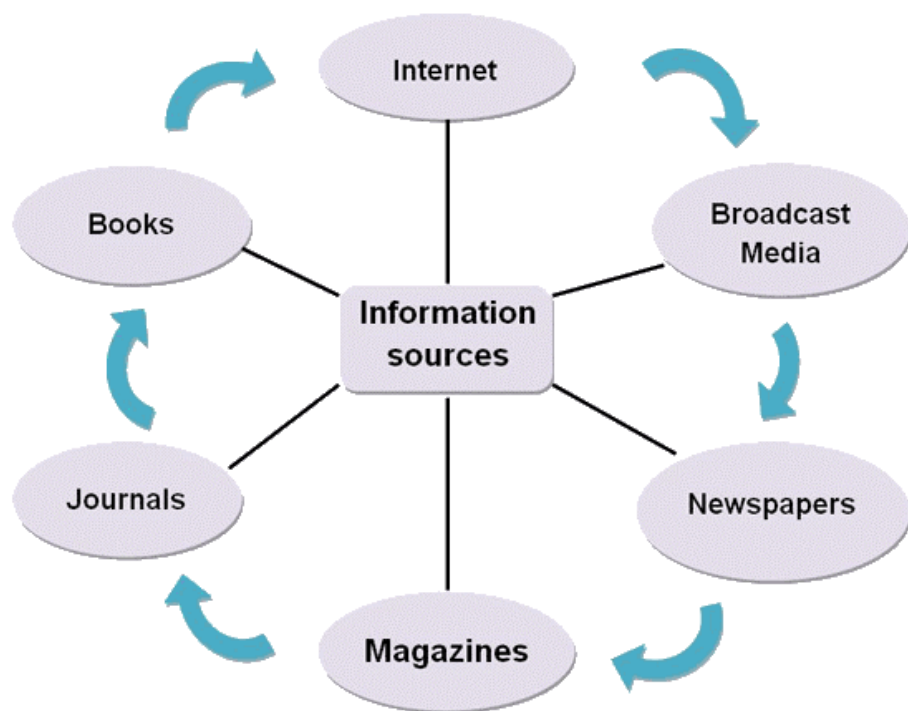 Internet
Broadcast
Media
Books
Information
sources
Journals
Newspapers
Magazines